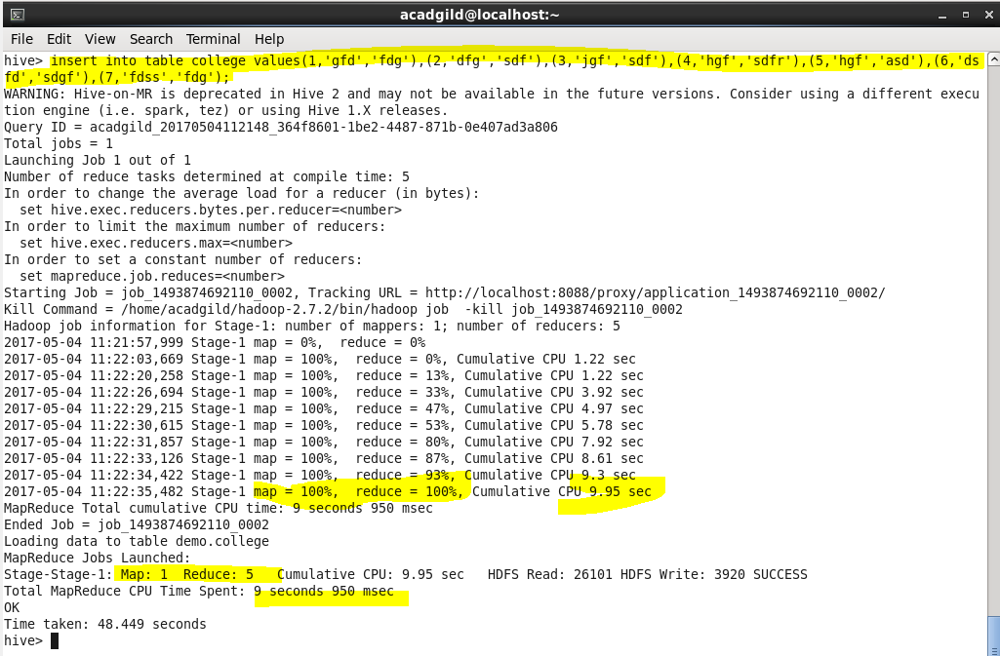 acadgild@localhost:~
File Edit View Search Terminal Help
hive> insert into table college values(1,'gfd','fdg'),(2,'dfg','sdf'),(3,'jgf','sdf'),(4,'hgf','sdfr'),(5,'hgf','asd'),(6,'ds
fd','sdgf'),(7,'fdss','fdg');
WARNING: Hive-on-MR is deprecated in Hive 2 and may not be available in the future versions. Consider using a different execu
tion engine (i.e. spark, tez) or using Hive 1.X releases.
Query ID = acadgild_20170504112148_364f8601-1be2-4487-871b-0e407ad3a806
Total jobs = 1
Launching Job 1 out of 1
Number of reduce tasks determined at compile time: 5
In order to change the average load for a reducer (in bytes):
  set hive.exec.reducers.bytes.per.reducer=<number>
In order to limit the maximum number of reducers:
  set hive.exec.reducers.max=<number>
In order to set a constant number of reducers:
  set mapreduce.job.reduces=<number>
Starting Job = job_1493874692110_0002, Tracking URL = http://localhost:8088/proxy/application_1493874692110_0002/
Kill Command = /home/acadgild/hadoop-2.7.2/bin/hadoop job  -kill job_1493874692110_0002
Hadoop job information for Stage-1: number of mappers: 1; number of reducers: 5
2017-05-04 11:21:57,999 Stage-1 map = 0%,  reduce = 0%
2017-05-04 11:22:03,669 Stage-1 map = 100%,  reduce = 0%, Cumulative CPU 1.22 sec
2017-05-04 11:22:20,258 Stage-1 map = 100%,  reduce = 13%, Cumulative CPU 1.22 sec
2017-05-04 11:22:26,694 Stage-1 map = 100%,  reduce = 33%, Cumulative CPU 3.92 sec
2017-05-04 11:22:29,215 Stage-1 map = 100%,  reduce = 47%, Cumulative CPU 4.97 sec
2017-05-04 11:22:30,615 Stage-1 map = 100%,  reduce = 53%, Cumulative CPU 5.78 sec
2017-05-04 11:22:31,857 Stage-1 map = 100%,  reduce = 80%, Cumulative CPU 7.92 sec
2017-05-04 11:22:33,126 Stage-1 map = 100%,  reduce = 87%, Cumulative CPU 8.61 sec
2017-05-04 11:22:34,422 Stage-1 map = 100%,  reduce = 93%, Cumulative CPU 9.3 sec
2017-05-04 11:22:35,482 Stage-1 map = 100%,  reduce = 100%, Cumulative CPU 9.95 sec
MapReduce Total cumulative CPU time: 9 seconds 950 msec
Ended Job = job_1493874692110_0002
Loading data to table demo.college
MapReduce Jobs Launched:
Stage-Stage-1: Map: 1  Reduce: 5   Cumulative CPU: 9.95 sec   HDFS Read: 26101 HDFS Write: 3920 SUCCESS
Total MapReduce CPU Time Spent: 9 seconds 950 msec
OK
Time taken: 48.449 seconds
hive>